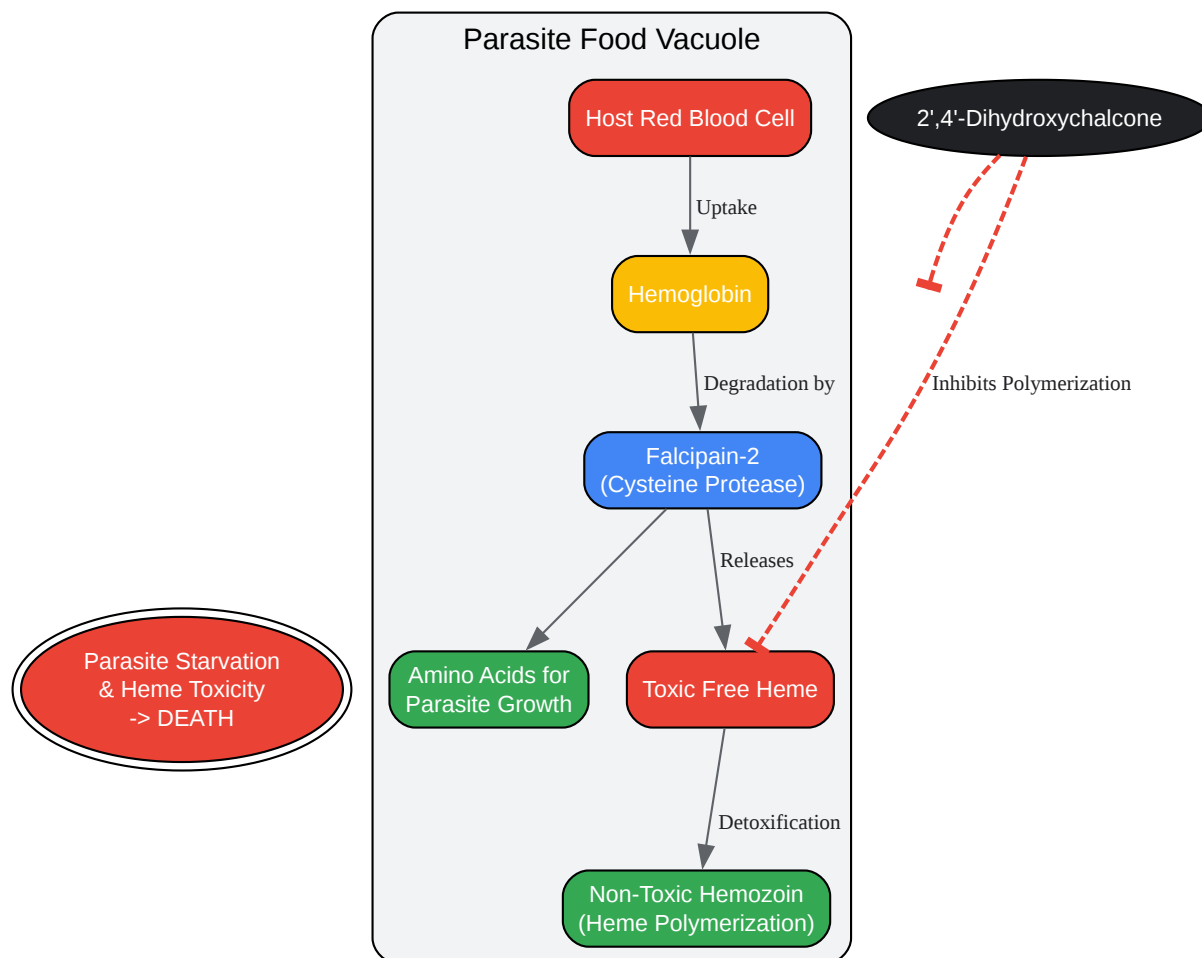 Parasite Food Vacuole
Host Red Blood Cell
2',4'-Dihydroxychalcone
Uptake
Hemoglobin
Degradation by
Inhibits Polymerization
Falcipain-2
(Cysteine Protease)
Releases
Parasite Starvation
& Heme Toxicity
-> DEATH
Amino Acids for
Parasite Growth
Toxic Free Heme
Detoxification
Non-Toxic Hemozoin
(Heme Polymerization)